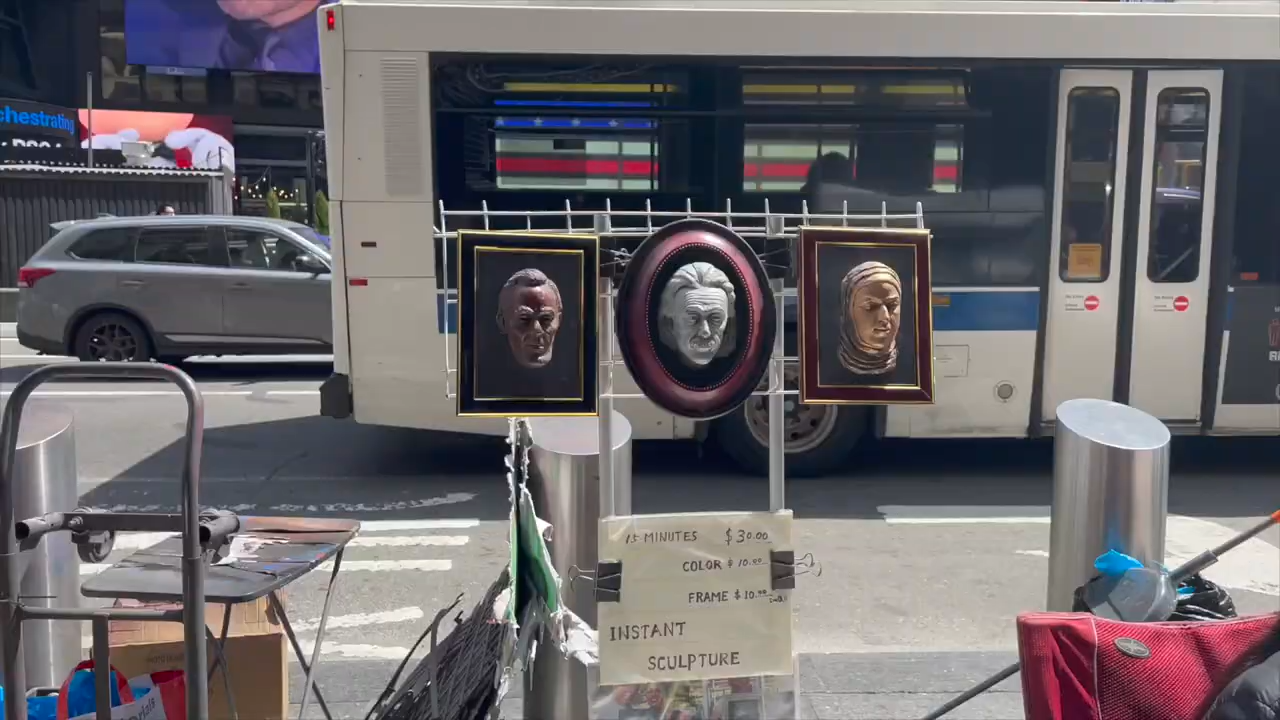 chestrating
15 MINUTES $30.00
COLOR $10.00
FRAME $10.00
INSTANT
SCULPTURE